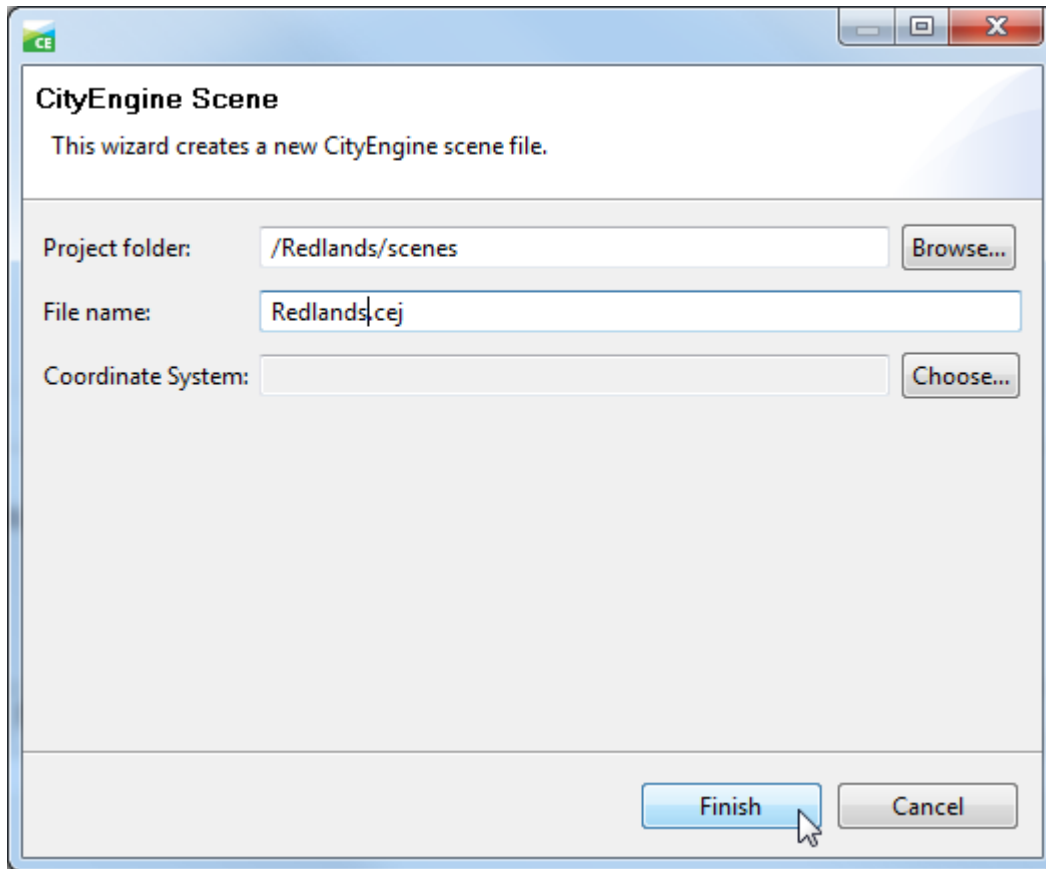 CE
CityEngine Scene
This wizard creates a new CityEngine scene file.
Project folder: /Redlands/scenes Browse...
File name: Redlands.cej
Coordinate System: Choose...
Finish Cancel